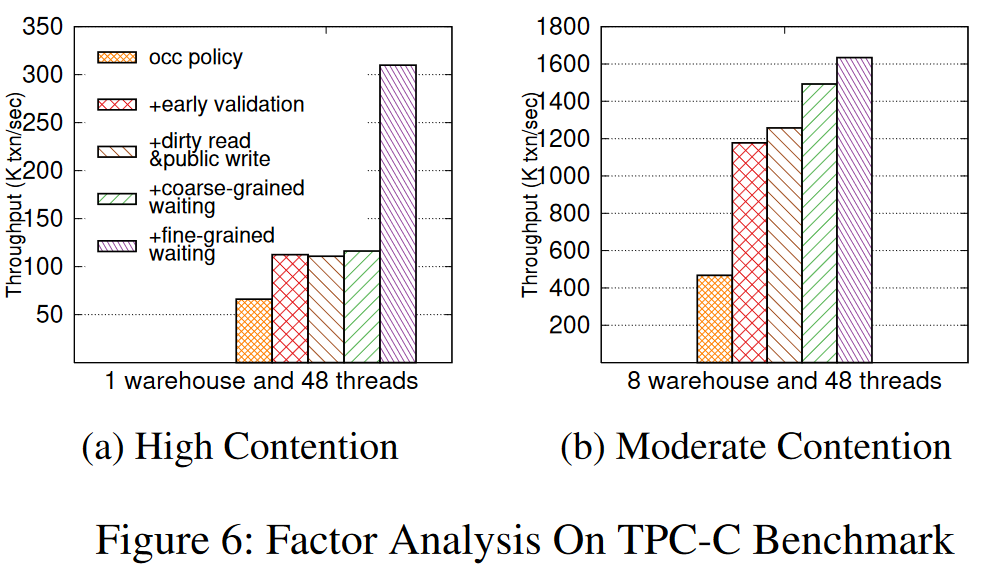 350
300
250
200
150
100
50
Throughput (K txn/sec)
occ policy
+early validation
+dirty read
&public write
+coarse-grained
waiting
+fine-grained
waiting
1 warehouse and 48 threads
(a) High Contention
1800
1600
1400
1200
1000
800
600
400
200
Throughput (K txn/sec)
8 warehouse and 48 threads
(b) Moderate Contention
Figure 6: Factor Analysis On TPC-C Benchmark